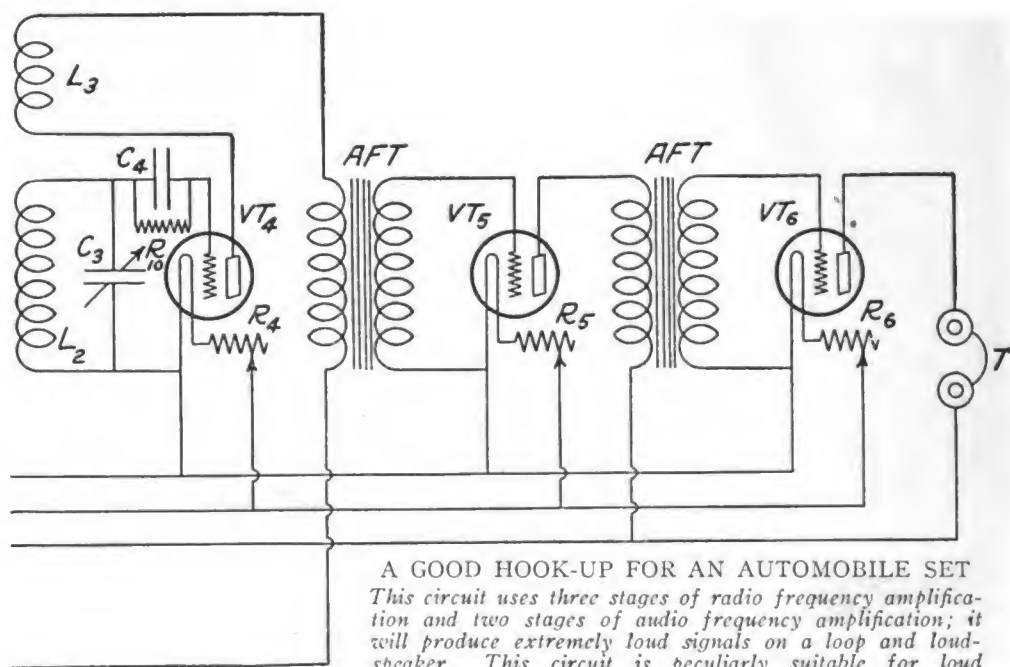 L3
C4
AFT
AFT
VT4
VT5
VT6
C3
R10
R4
R5
R6
L2
T
A GOOD HOOK-UP FOR AN AUTOMOBILE SET
This circuit uses three stages of radio frequency amplifica-
tion and two stages of audio frequency amplification; it
will produce extremely loud signals on a loop and loud-
speaker. This circuit is peculiarly suitable for loud